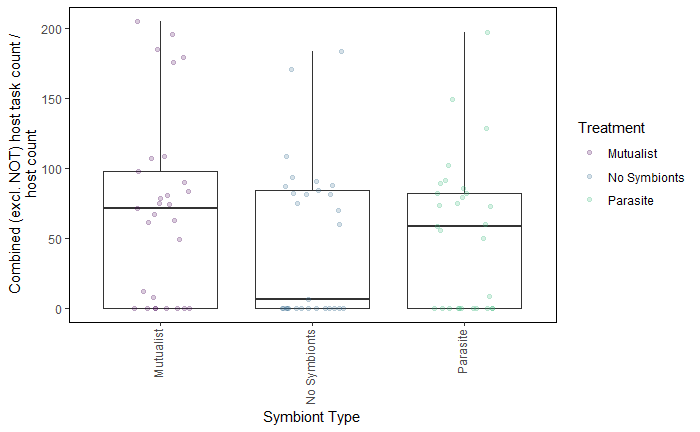 Combined (excl. NOT) host task count /
host count
200
150
100
50
0
Mutualist
No Symbionts
Parasite
Symbiont Type
Treatment
Mutualist
No Symbionts
Parasite